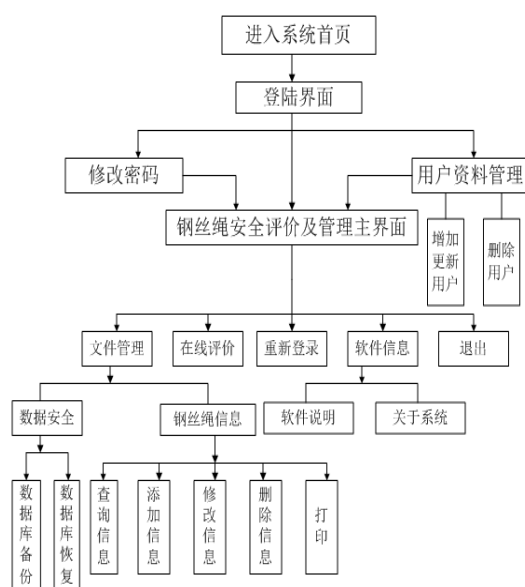 进入系统首页
登陆界面
修改密码
用户资料管理
钢丝绳安全评价及管理主界面
增加
更新
用户
删除
用户
文件管理
在线评价
重新登录
软件信息
退出
数据安全
钢丝绳信息
软件说明
关于系统
数据库备份
数据库恢复
查询信息
添加信息
修改信息
删除信息
打印